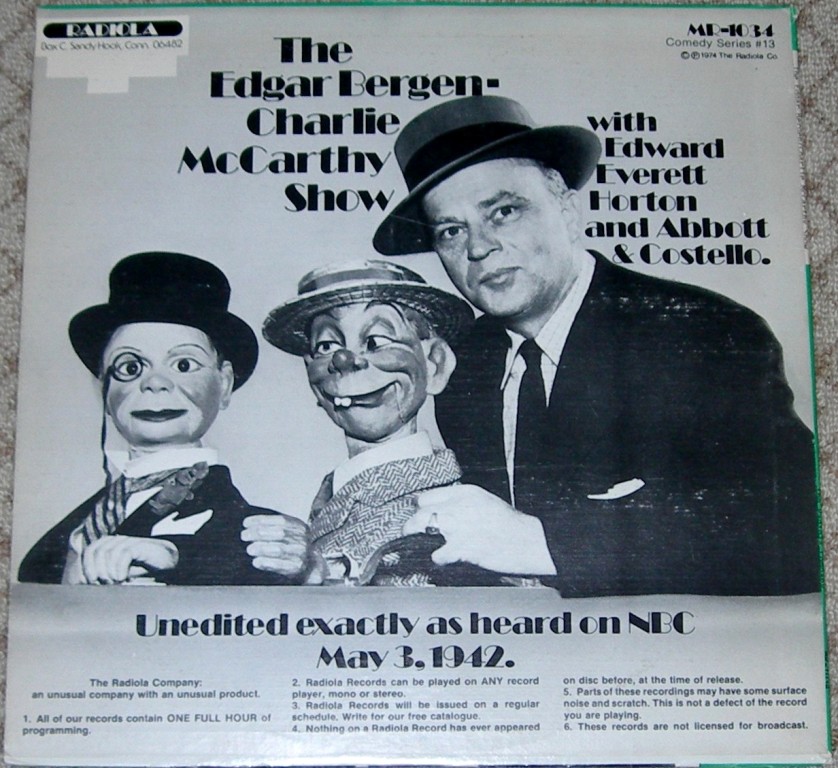 RADIOLA
Box C, Sandy Hook, Conn. 06482
MR-1034
Comedy Series #13
©℗1974 The Radiola Co
The
Edgar Bergen-
Charlie
McCarthy
Show
with
Edward
Everett
Horton
and Abbott
& Costello.
Unedited exactly as heard on NBC
May 3, 1942.
The Radiola Company:
an unusual company with an unusual product.
1. All of our records contain ONE FULL HOUR of
programming.
2. Radiola Records can be played on ANY record
player, mono or stereo.
3. Radiola Records will be issued on a regular
schedule. Write for our free catalogue.
4. Nothing on a Radiola Record has ever appeared
on disc before, at the time of release.
5. Parts of these recordings may have some surface
noise and scratch. This is not a defect of the record
you are playing.
6. These records are not licensed for broadcast.